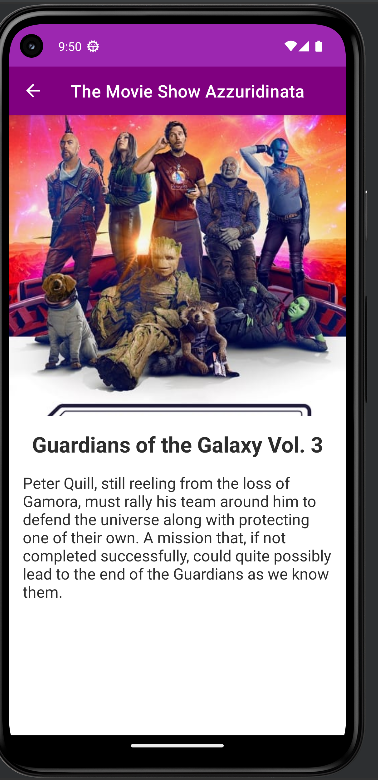 9:50
The Movie Show Azzuridinata
Guardians of the Galaxy Vol. 3
Peter Quill, still reeling from the loss of
Gamora, must rally his team around him to
defend the universe along with protecting
one of their own. A mission that, if not
completed successfully, could quite possibly
lead to the end of the Guardians as we know
them.